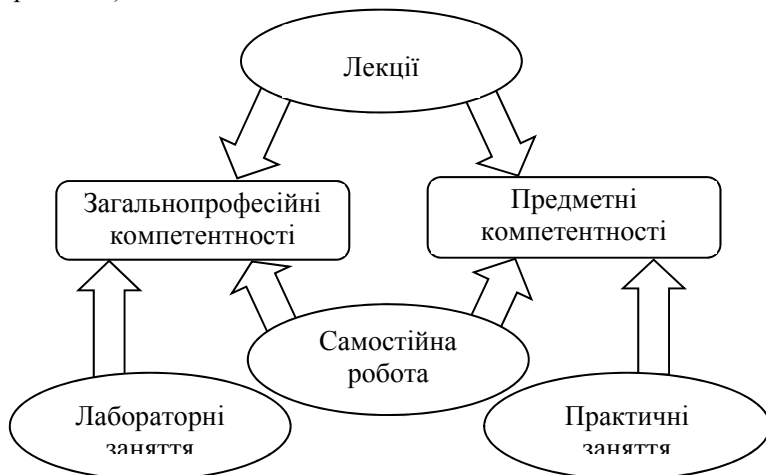 Лекції
Загальнопрофесійні
компетентності
Предметні
компетентності
Самостійна
робота
Лабораторні
заняття
Практичні
заняття